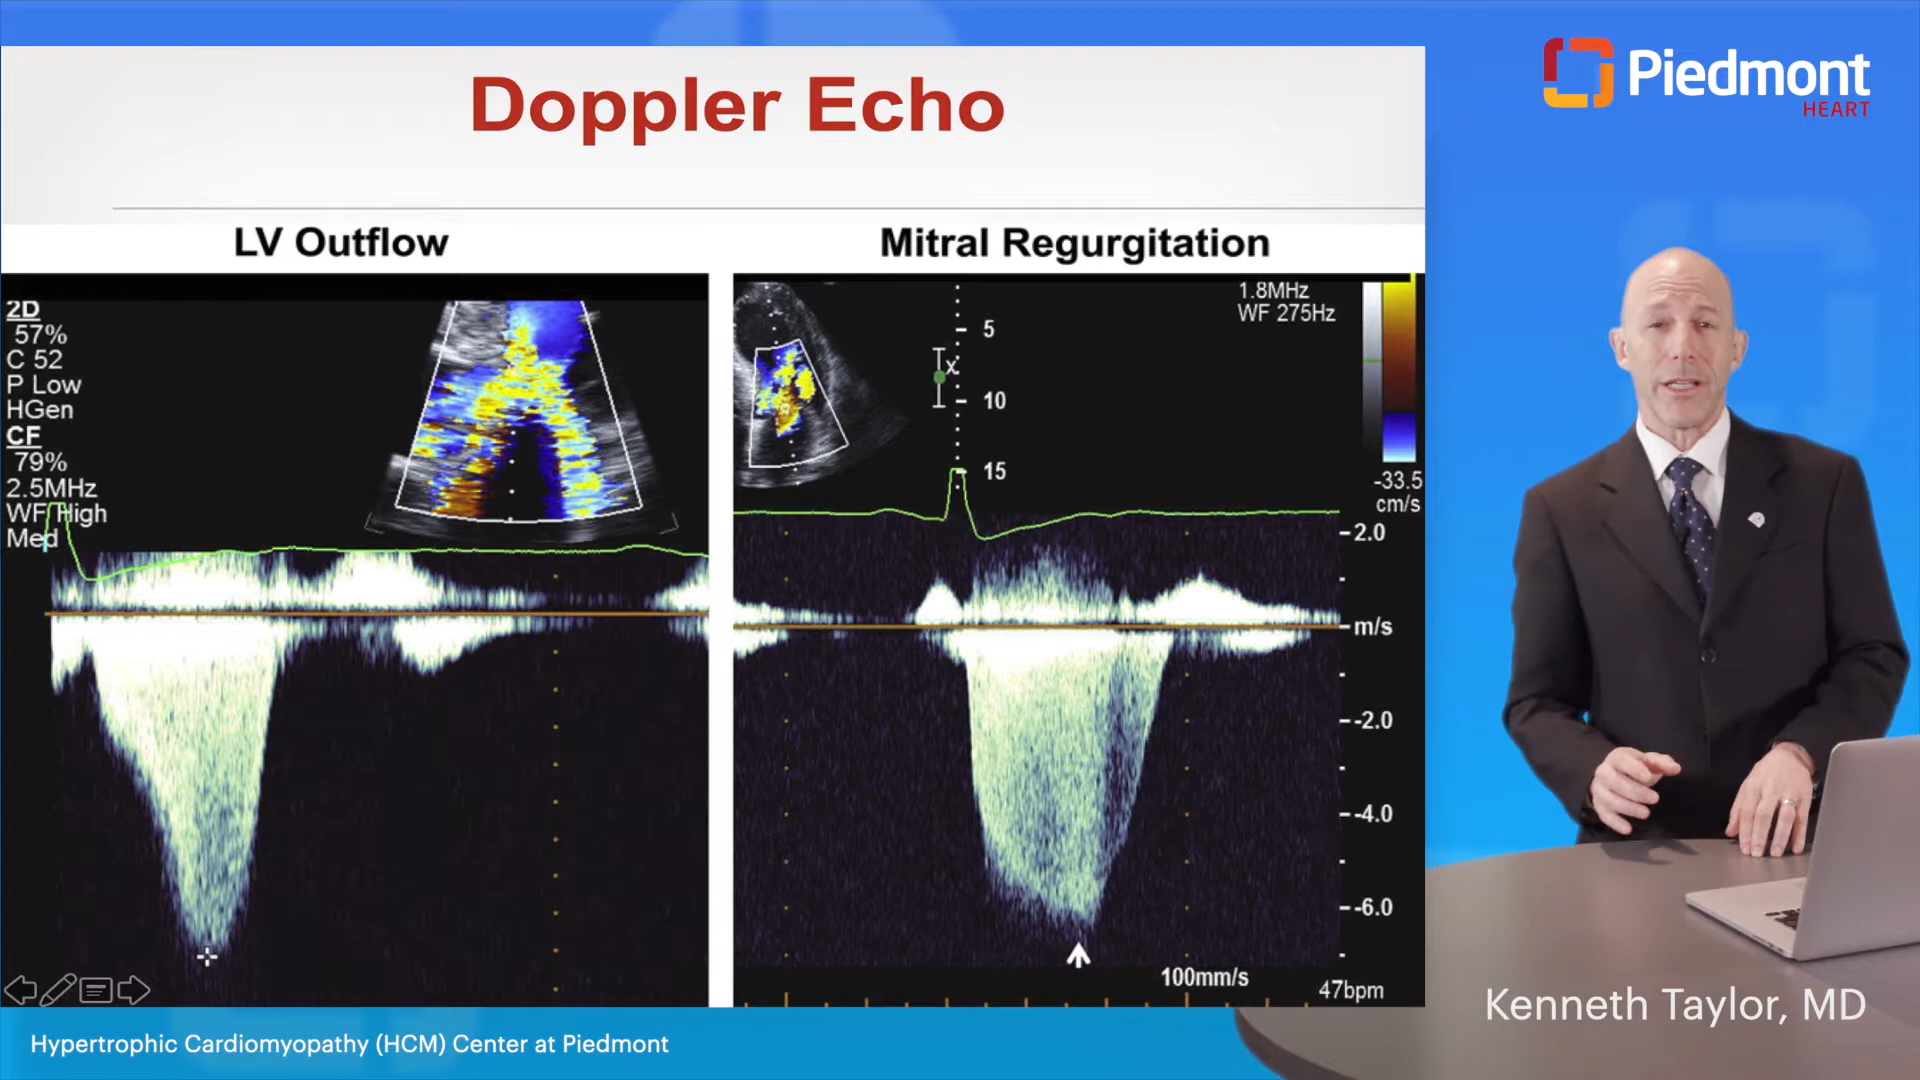 Doppler Echo
LV Outflow
Mitral Regurgitation
2D
57%
C 52
P Low
HGen
CF
79%
2.5MHz
WF High
Med
1.8MHz
WF 275Hz
5
x
10
15
-33.5
cm/s
2.0
m/s
-2.0
-4.0
-6.0
100mm/s
47bpm
Piedmont
HEART
Kenneth Taylor, MD
Hypertrophic Cardiomyopathy (HCM) Center at Piedmont